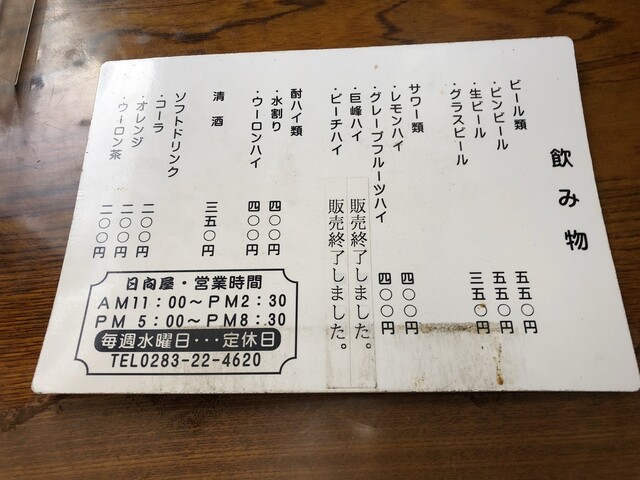 飲み物
ビール類
・ビンビール 五五〇円
・生ビール 五五〇円
・グラスビール 三五〇円
サワー類
・レモンハイ 四〇〇円
・グレープフルーツハイ 四〇〇円
・巨峰ハイ 販売終了しました。
・ピーチハイ 販売終了しました。
酎ハイ類
・水割り 四〇〇円
・ウーロンハイ 四〇〇円
清酒 三五〇円
ソフトドリンク
・コーラ 二〇〇円
・オレンジ 二〇〇円
・ウーロン茶 二〇〇円
日向屋・営業時間
AM11:00～PM2:30
PM 5:00～PM8:30
毎週水曜日・・・定休日
TEL0283-22-4620